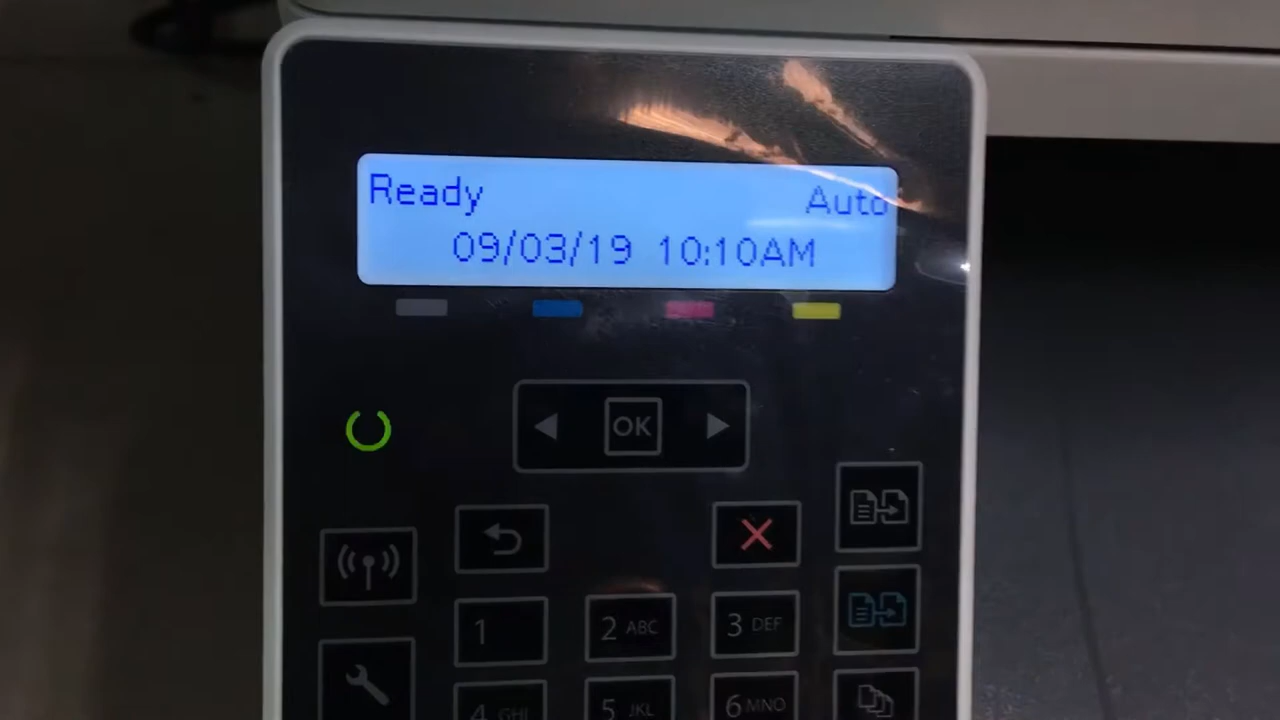 Ready Auto
09/03/19 10:10AM
OK
1 2 ABC 3 DEF
4 GHI 5 JKL 6 MNO